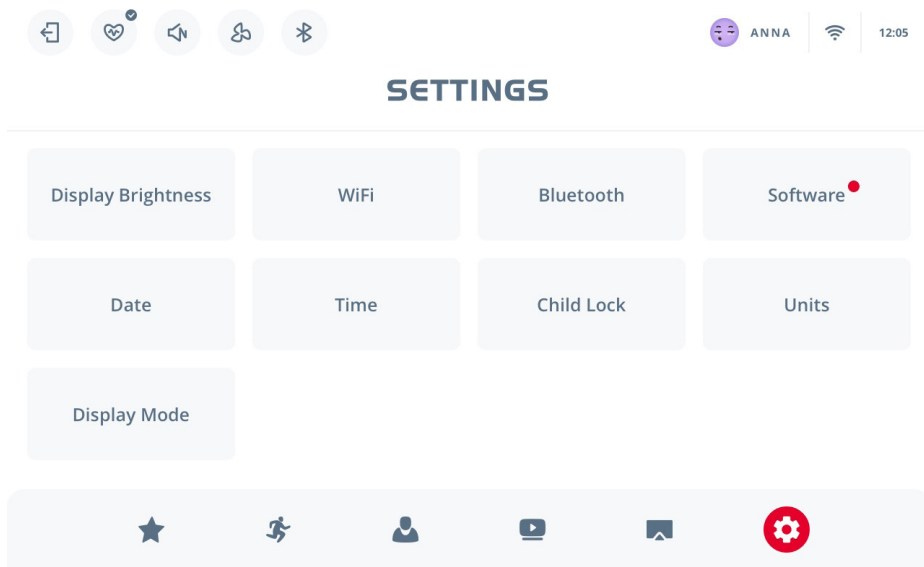 ANNA
12:05
SETTINGS
Display Brightness
WiFi
Bluetooth
Software
Date
Time
Child Lock
Units
Display Mode